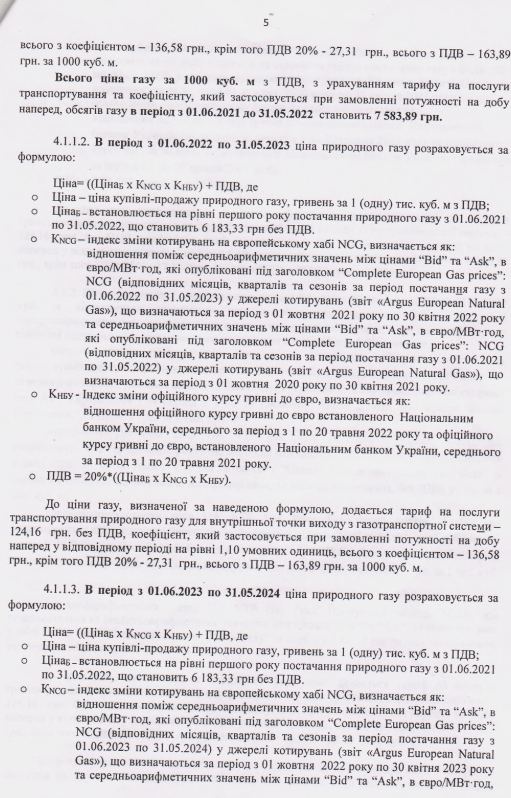 5
всього з коефіцієнтом – 136,58 грн., крім того ПДВ 20% - 27,31 грн., всього з ПДВ – 163,89
грн. за 1000 куб. м.
Всього ціна газу за 1000 куб. м з ПДВ, з урахуванням тарифу на послуги
транспортування та коефіцієнту, який застосовується при замовленні потужності на добу
наперед, обсягів газу в період з 01.06.2021 до 31.05.2022 становить 7 583,89 грн.
4.1.1.2. В період з 01.06.2022 по 31.05.2023 ціна природного газу розраховується за
формулою:
Ціна= ((ЦінаБ х KNCG х КНБУ) + ПДВ, де
○ Ціна – ціна купівлі-продажу природного газу, гривень за 1 (одну) тис. куб. м з ПДВ;
○ ЦінаБ – встановлюється на рівні першого року постачання природного газу з 01.06.2021
по 31.05.2022, що становить 6 183,33 грн без ПДВ.
○ KNCG – індекс зміни котирування на європейському хабі NCG, визначається як:
відношення поміж середньоарифметичних значень між цінами “Bid” та “Ask”, в
євро/МВт·год, які опубліковані під заголовком “Complete European Gas prices”:
NCG (відповідних місяців, кварталів та сезонів за період постачання газу з
01.06.2022 по 31.05.2023) у джерелі котирувань (звіт «Argus European Natural
Gas»), що визначаються за період з 01 жовтня 2021 року по 30 квітня 2022 року
та середньоарифметичних значень між цінами “Bid” та “Ask”, в євро/МВт·год,
які опубліковані під заголовком “Complete European Gas prices”: NCG
(відповідних місяців, кварталів та сезонів за період постачання газу з 01.06.2021
по 31.05.2022) у джерелі котирувань (звіт «Argus European Natural Gas»), що
визначаються за період з 01 жовтня 2020 року по 30 квітня 2021 року.
○ КНБУ - Індекс зміни офіційного курсу гривні до євро, визначається як:
відношення офіційного курсу гривні до євро встановленого Національним
банком України, середнього за період з 1 по 20 травня 2022 року та офіційного
курсу гривні до євро, встановленого Національним банком України, середнього
за період з 1 по 20 травня 2021 року.
○ ПДВ = 20%*((ЦінаБ х KNCG х КНБУ).
До ціни газу, визначеної за наведеною формулою, додається тариф на послуги
транспортування природного газу для внутрішньої точки виходу з газотранспортної системи –
124,16 грн. без ПДВ, коефіцієнт, який застосовується при замовленні потужності на добу
наперед у відповідному періоді на рівні 1,10 умовних одиниць, всього з коефіцієнтом – 136,58
грн., крім того ПДВ 20% - 27,31 грн., всього з ПДВ – 163,89 грн. за 1000 куб. м.
4.1.1.3. В період з 01.06.2023 по 31.05.2024 ціна природного газу розраховується за
формулою:
Ціна= ((ЦінаБ х KNCG х КНБУ) + ПДВ, де
○ Ціна – ціна купівлі-продажу природного газу, гривень за 1 (одну) тис. куб. м з ПДВ;
○ ЦінаБ – встановлюється на рівні першого року постачання природного газу з 01.06.2021
по 31.05.2022, що становить 6 183,33 грн без ПДВ.
○ KNCG – індекс зміни котирування на європейському хабі NCG, визначається як:
відношення поміж середньоарифметичних значень між цінами “Bid” та “Ask”, в
євро/МВт·год, які опубліковані під заголовком “Complete European Gas prices”:
NCG (відповідних місяців, кварталів та сезонів за період постачання газу з
01.06.2023 по 31.05.2024) у джерелі котирувань (звіт «Argus European Natural
Gas»), що визначаються за період з 01 жовтня 2022 року по 30 квітня 2023 року
та середньоарифметичних значень між цінами “Bid” та “Ask”, в євро/МВт·год,